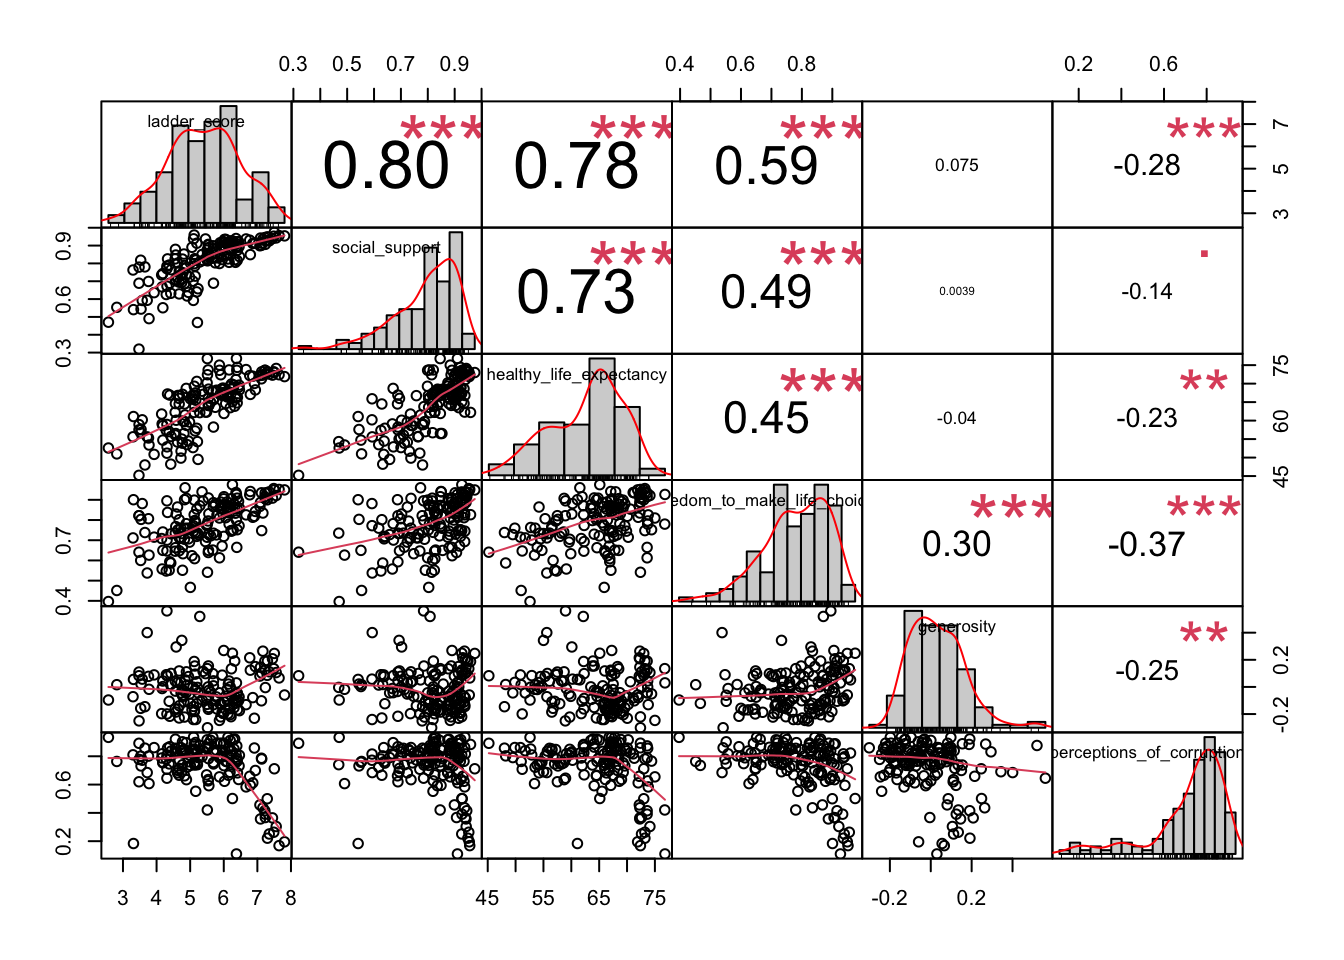 0.3 0.5 0.7 0.9 0.4 0.6 0.8 0.2 0.6
ladder_score *** 0.80 *** 0.78 *** 0.59 0.075 *** -0.28 3 5 7
0.3 0.6 0.9 social_support *** 0.73 *** 0.49 0.0039 . -0.14
healthy_life_expectancy *** 0.45 -0.04 ** -0.23 45 60 75
0.4 0.7 edom_to_make_life_choic *** 0.30 *** -0.37
generosity ** -0.25 -0.2 0.2
0.2 0.6 perceptions_of_corruption
3 4 5 6 7 8 45 55 65 75 -0.2 0.2